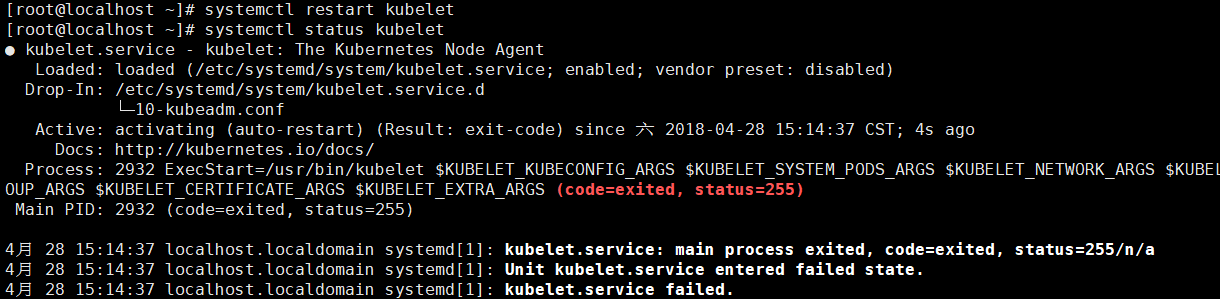 [root@localhost ~]# systemctl restart kubelet
[root@localhost ~]# systemctl status kubelet
● kubelet.service - kubelet: The Kubernetes Node Agent
   Loaded: loaded (/etc/systemd/system/kubelet.service; enabled; vendor preset: disabled)
  Drop-In: /etc/systemd/system/kubelet.service.d
           └─10-kubeadm.conf
   Active: activating (auto-restart) (Result: exit-code) since 六 2018-04-28 15:14:37 CST; 4s ago
     Docs: http://kubernetes.io/docs/
  Process: 2932 ExecStart=/usr/bin/kubelet $KUBELET_KUBECONFIG_ARGS $KUBELET_SYSTEM_PODS_ARGS $KUBELET_NETWORK_ARGS $KUBEL
OUP_ARGS $KUBELET_CERTIFICATE_ARGS $KUBELET_EXTRA_ARGS (code=exited, status=255)
 Main PID: 2932 (code=exited, status=255)
4月 28 15:14:37 localhost.localdomain systemd[1]: kubelet.service: main process exited, code=exited, status=255/n/a
4月 28 15:14:37 localhost.localdomain systemd[1]: Unit kubelet.service entered failed state.
4月 28 15:14:37 localhost.localdomain systemd[1]: kubelet.service failed.